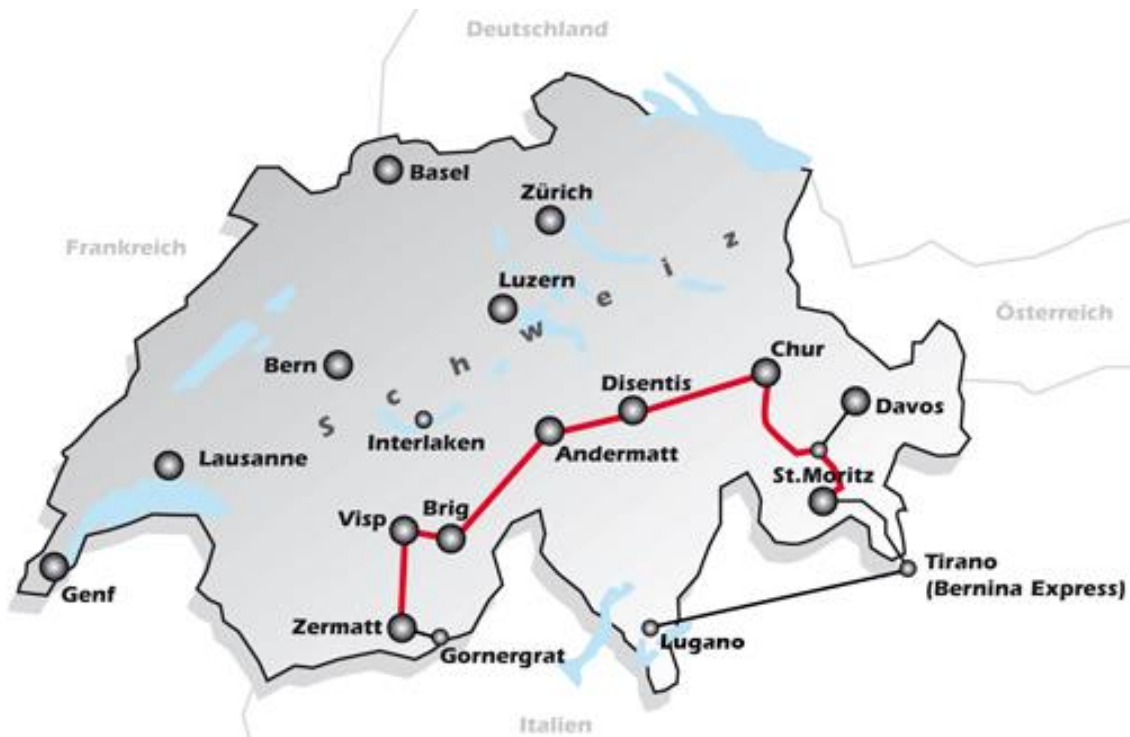 Deutschland
Basel
Zürich
Frankreich
Schweiz
Luzern
Österreich
Bern
Chur
Disentis
Davos
Interlaken
Andermatt
Lausanne
St.Moritz
Visp
Brig
Genf
Tirano
(Bernina Express)
Zermatt
Lugano
Gornergrat
Italien